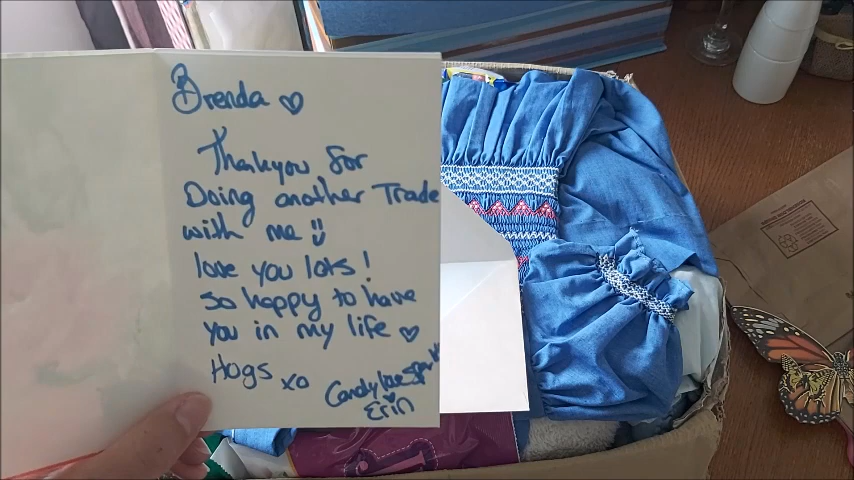 Brenda ♡
Thankyou for
Doing another Trade
with me
love you lots!
So happy to have
you in my life ♡
Hogs xo
Erin